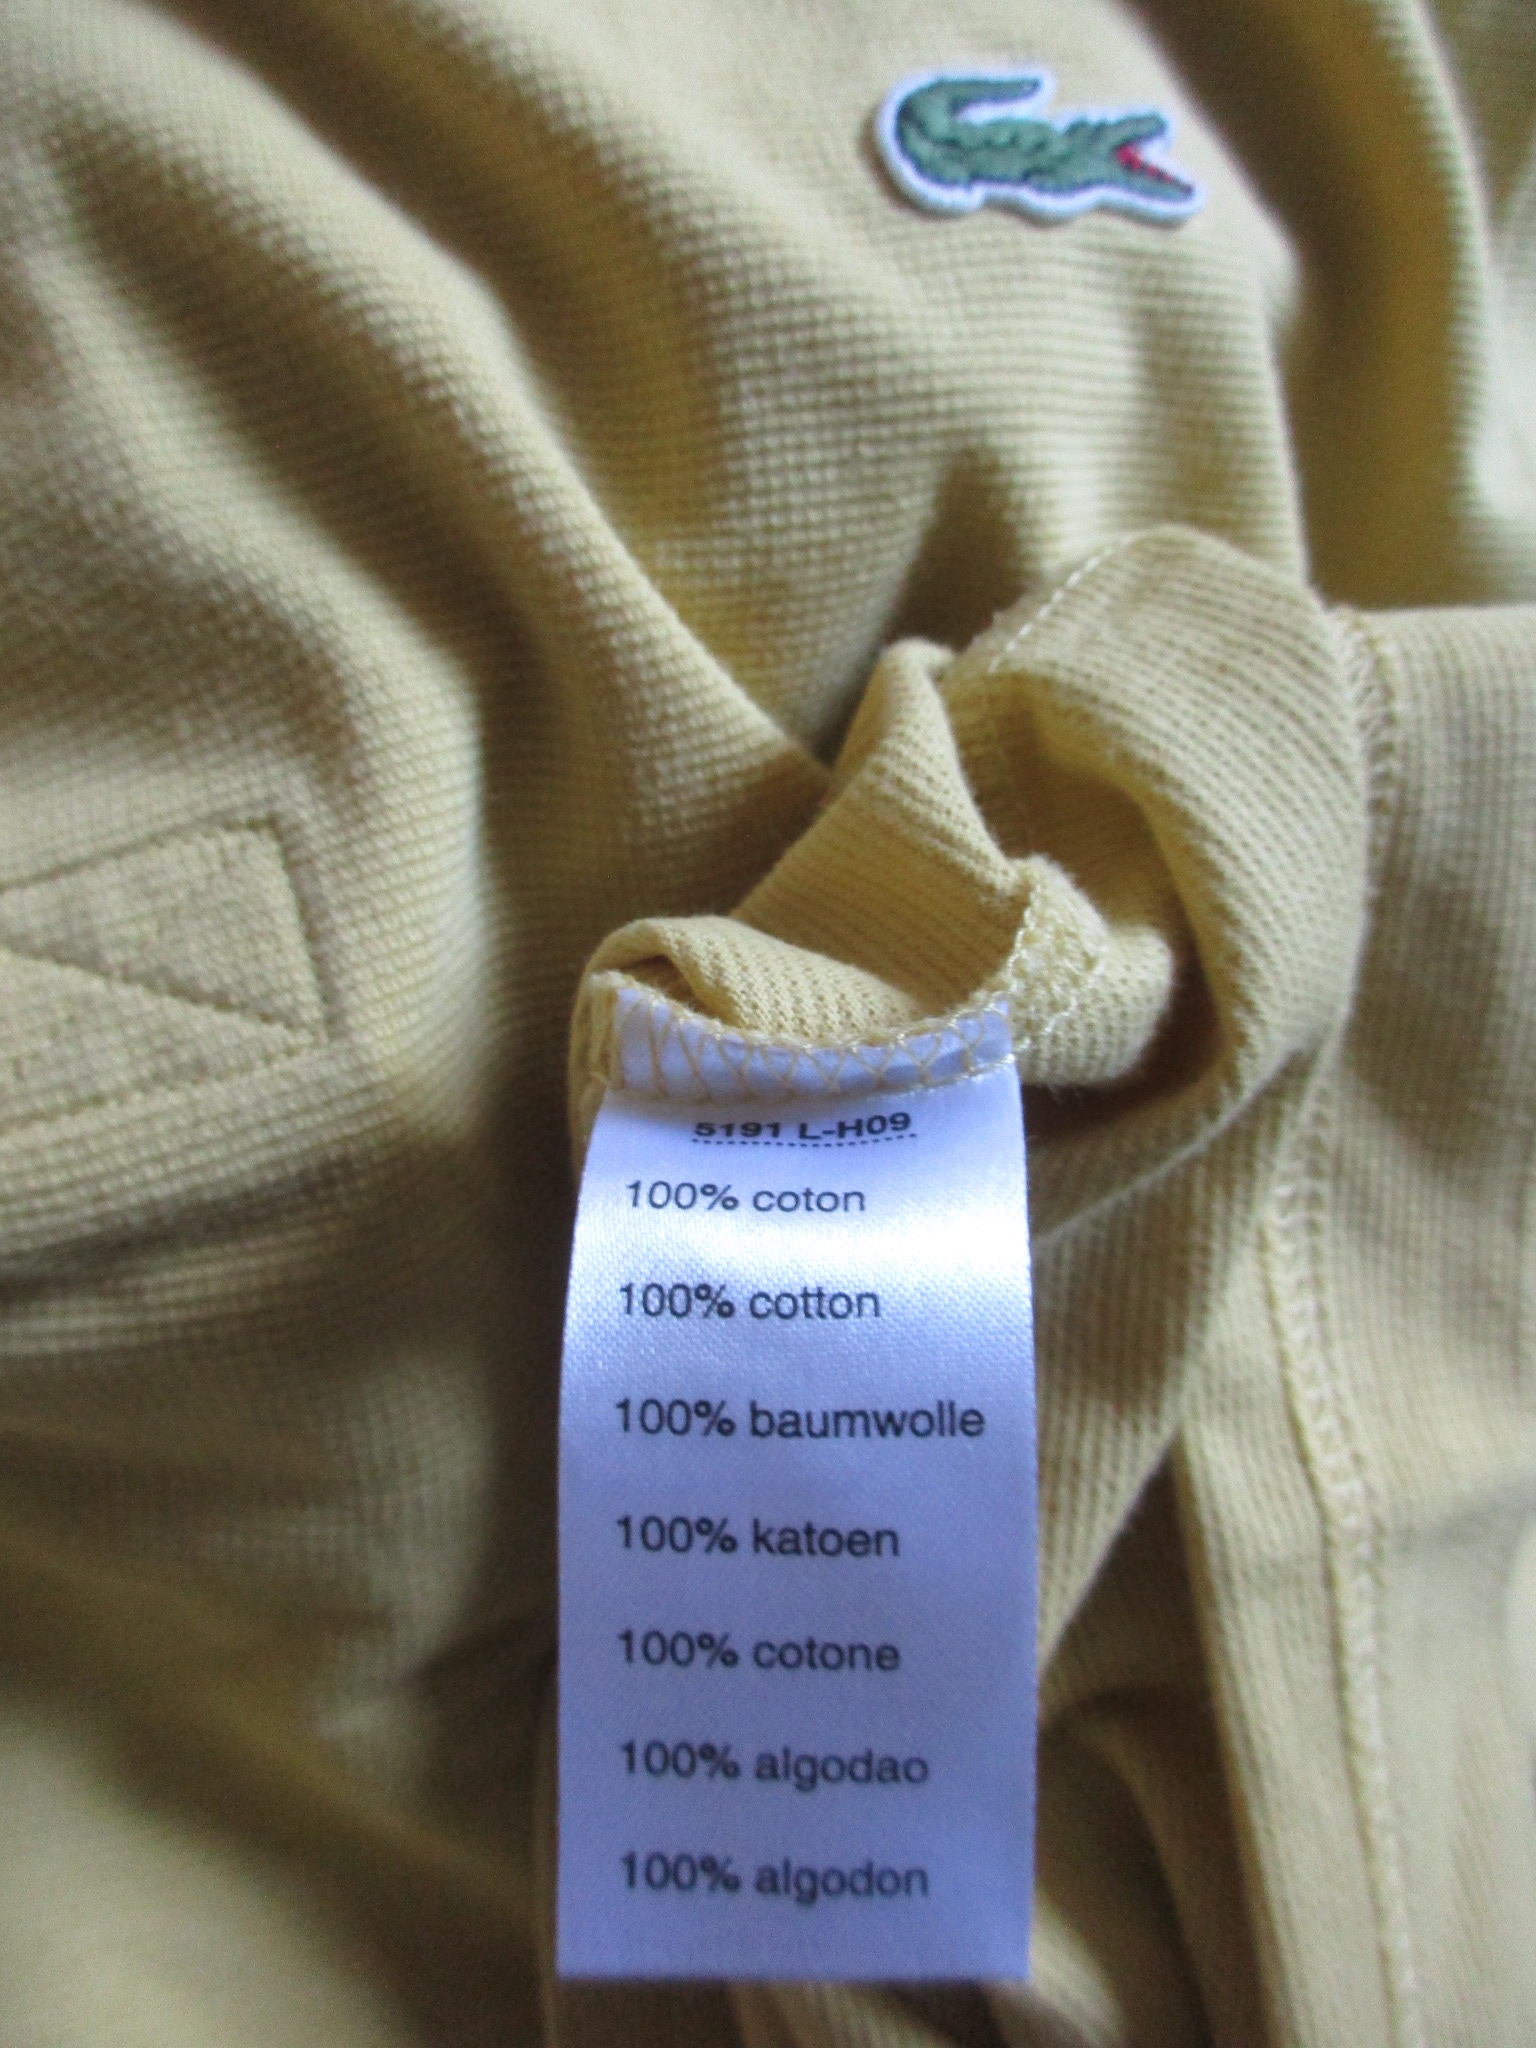 5191 L-H09
100% coton
100% cotton
100% baumwolle
100% katoen
100% cotone
100% algodao
100% algodon